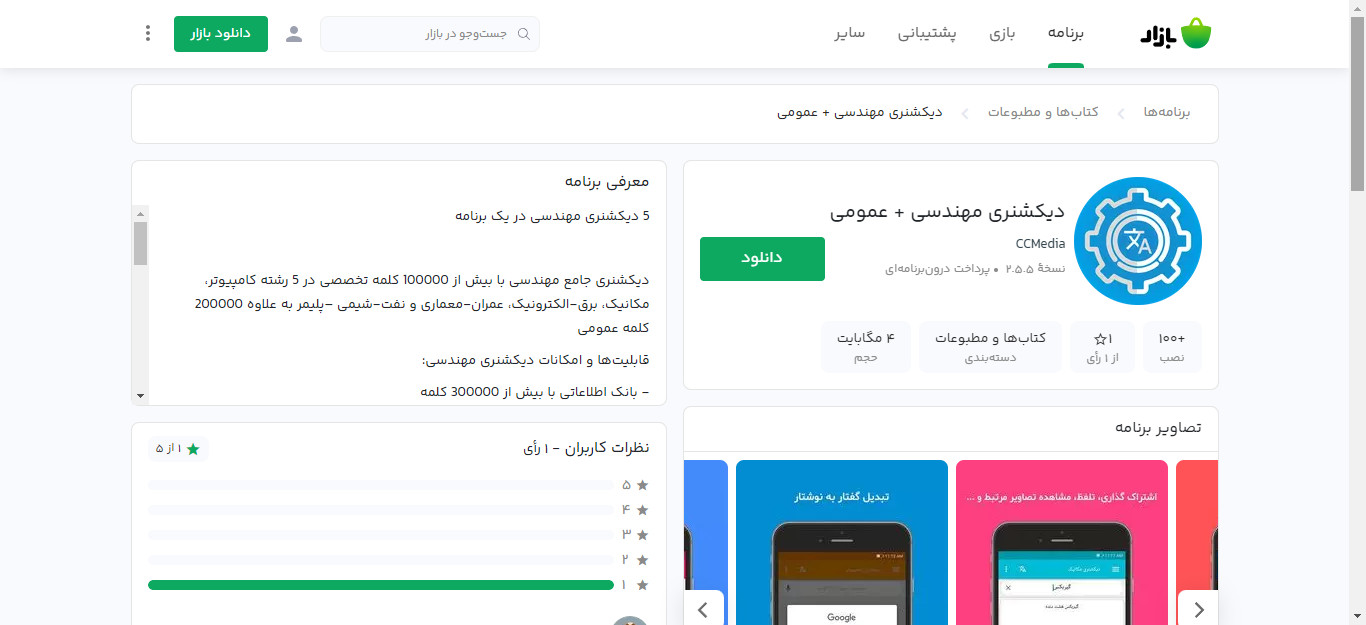 بازار
برنامه
بازی
پشتیبانی
سایر
جست‌وجو در بازار
دانلود بازار
برنامه‌ها
کتاب‌ها و مطبوعات
دیکشنری مهندسی + عمومی
دیکشنری مهندسی + عمومی
CCMedia
نسخهٔ ۲.۵.۵ • پرداخت درون‌برنامه‌ای
دانلود
+۱۰۰
نصب
۱☆
از ۱ رأی
کتاب‌ها و مطبوعات
دسته‌بندی
۴ مگابایت
حجم
تصاویر برنامه
اشتراک گذاری، تلفظ، مشاهده تصاویر مرتبط و ...
تبدیل گفتار به نوشتار
Google
معرفی برنامه
5 دیکشنری مهندسی در یک برنامه
دیکشنری جامع مهندسی با بیش از 100000 کلمه تخصصی در 5 رشته کامپیوتر،
مکانیک، برق-الکترونیک، عمران-معماری و نفت-شیمی -پلیمر به علاوه 200000
کلمه عمومی
قابلیت‌ها و امکانات دیکشنری مهندسی:
- بانک اطلاعاتی با بیش از 300000 کلمه
نظرات کاربران - ۱ رأی
۱ از ۵
۵
۴
۳
۲
۱